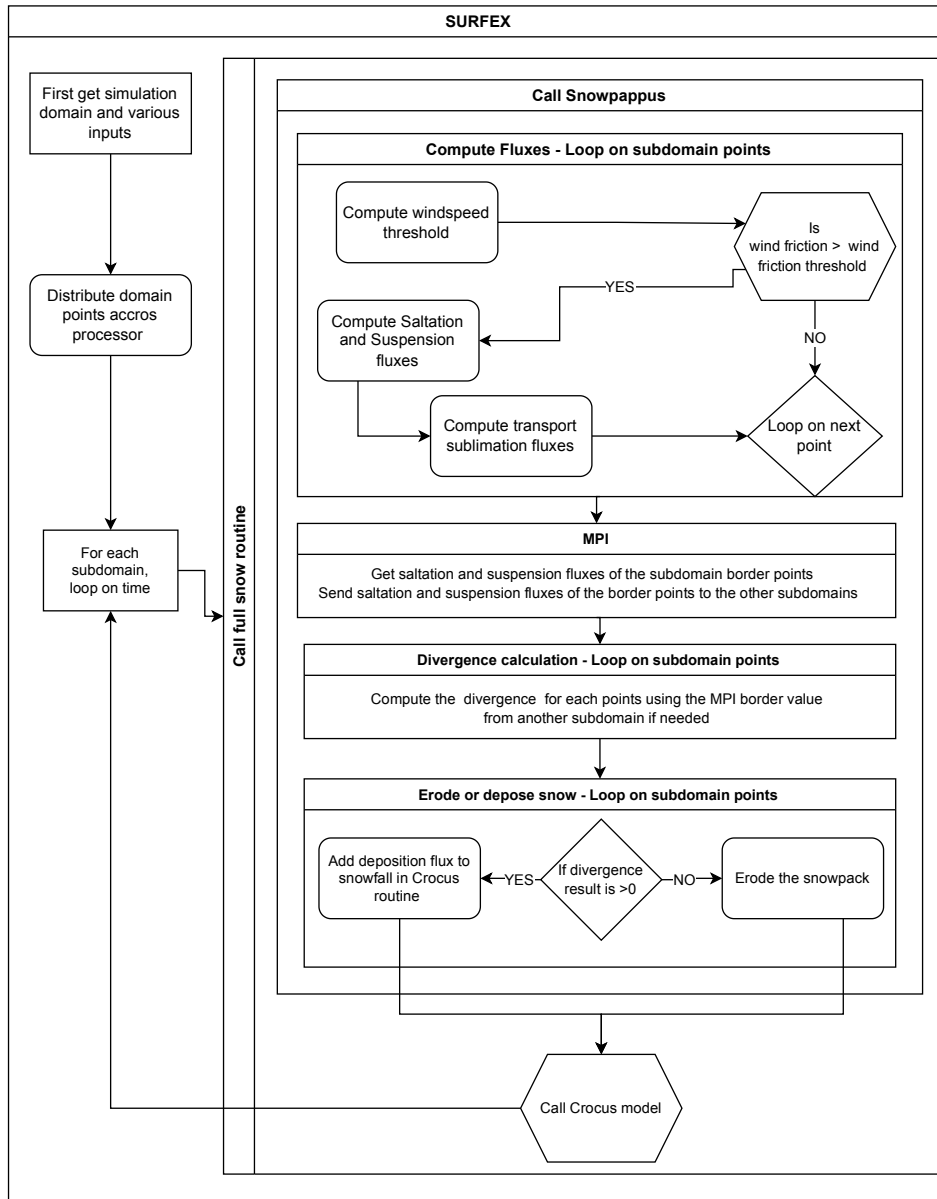 SURFEX
First get simulation
domain and various
inputs
Distribute domain
points accros
processor
For each
subdomain,
loop on time
Call full snow routine
Call Snowpappus
Compute Fluxes - Loop on subdomain points
Compute windspeed
threshold
Is
wind friction > wind
friction threshold
YES
NO
Compute Saltation
and Suspension
fluxes
Compute transport
sublimation fluxes
Loop on next
point
MPI
Get saltation and suspension fluxes of the subdomain border points
Send saltation and suspension fluxes of the border points to the other subdomains
Divergence calculation - Loop on subdomain points
Compute the divergence for each points using the MPI border value
from another subdomain if needed
Erode or depose snow - Loop on subdomain points
Add deposition flux to
snowfall in Crocus
routine
YES
If divergence
result is >0
NO
Erode the snowpack
Call Crocus model